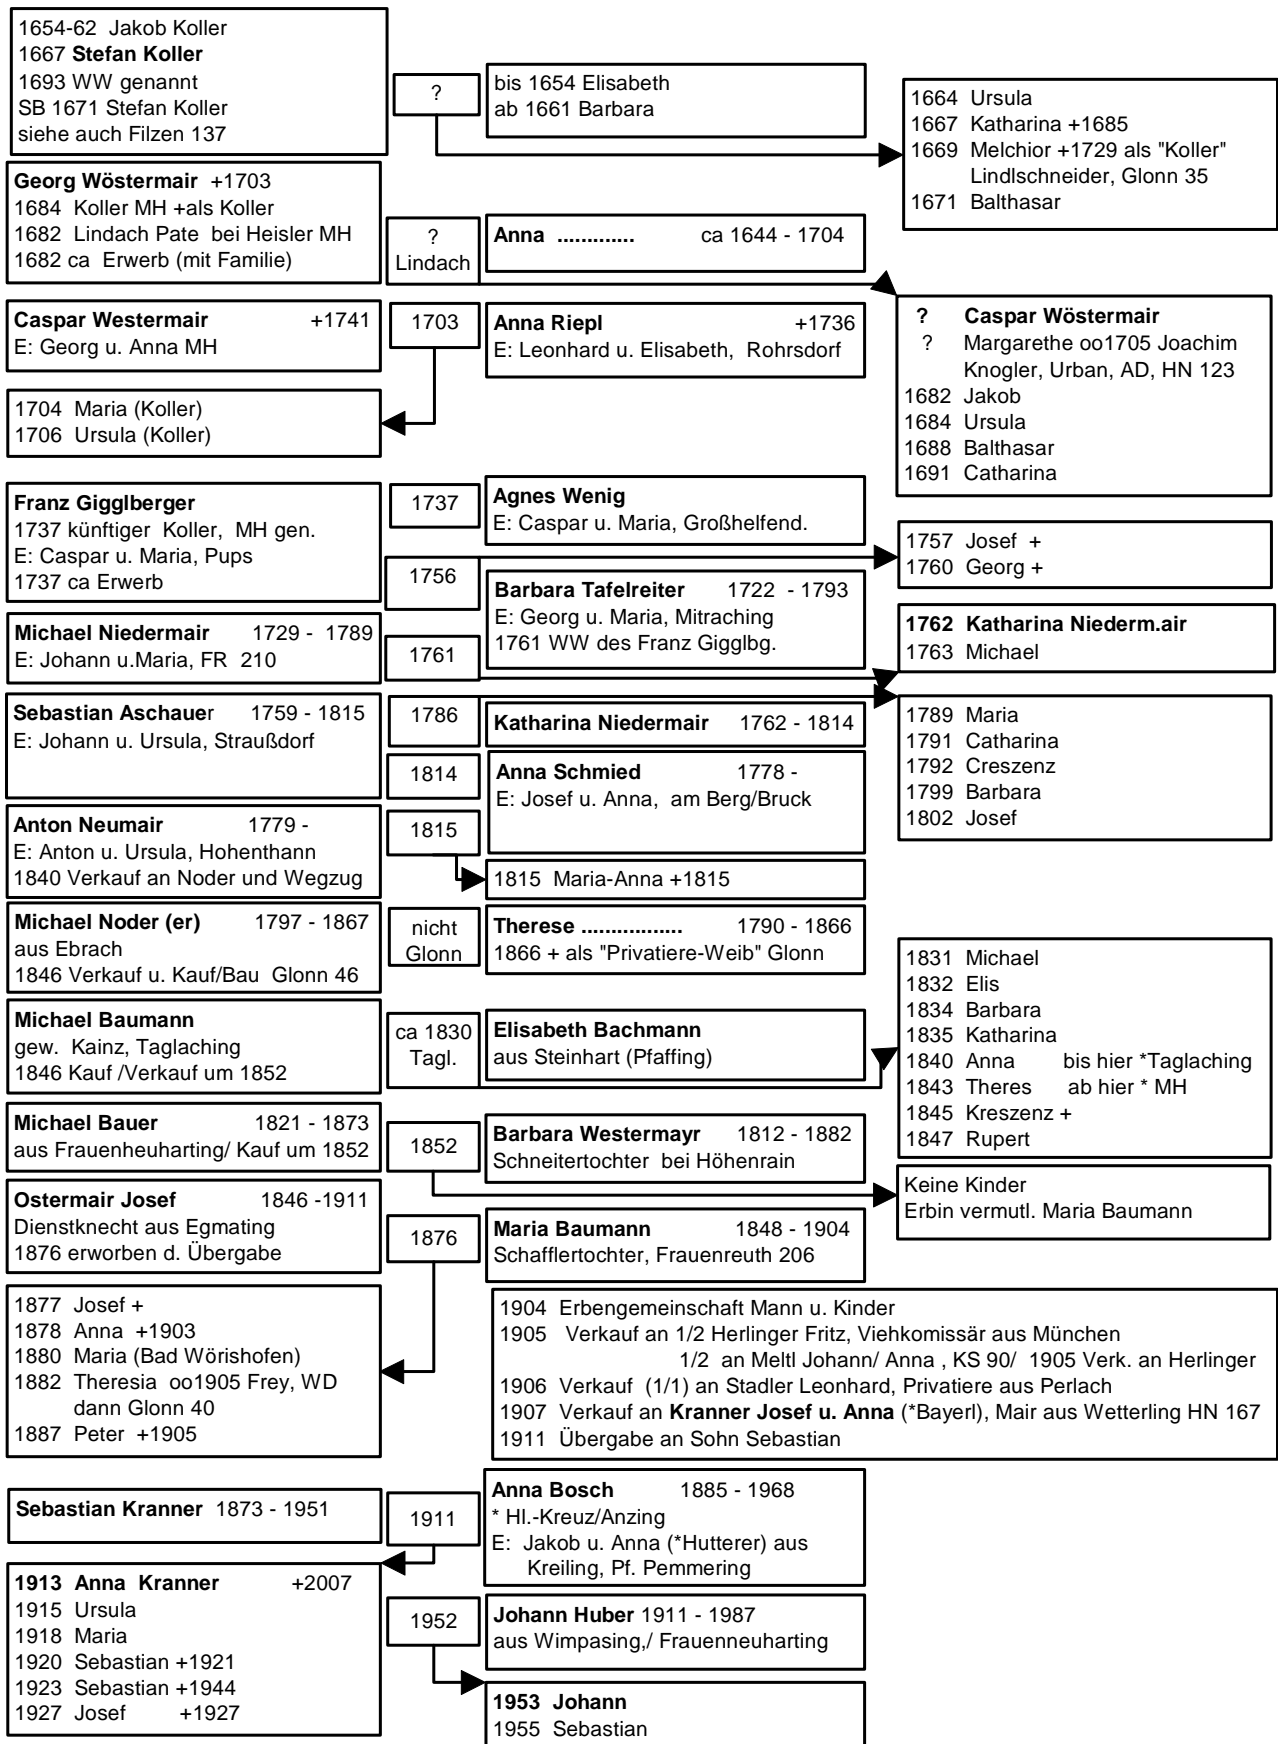 1654-62 Jakob Koller
1667 Stefan Koller
1693 WW genannt
SB 1671 Stefan Koller
siehe auch Filzen 137
?
bis 1654 Elisabeth
ab 1661 Barbara
1664 Ursula
1667 Katharina +1685
1669 Melchior +1729 als "Koller"
Lindlschneider, Glonn 35
1671 Balthasar
Georg Wöstermair +1703
1684 Koller MH +als Koller
1682 Lindach Pate bei Heisler MH
1682 ca Erwerb (mit Familie)
?
Lindach
Anna ............. ca 1644 - 1704
? Caspar Wöstermair
? Margarethe oo1705 Joachim
Knogler, Urban, AD, HN 123
1682 Jakob
1684 Ursula
1688 Balthasar
1691 Catharina
Caspar Westermair +1741
E: Georg u. Anna MH
1703
Anna Riepl +1736
E: Leonhard u. Elisabeth, Rohrsdorf
1704 Maria (Koller)
1706 Ursula (Koller)
Franz Gigglberger
1737 künftiger Koller, MH gen.
E: Caspar u. Maria, Pups
1737 ca Erwerb
1737
Agnes Wenig
E: Caspar u. Maria, Großhelfend.
1756
1757 Josef +
1760 Georg +
Barbara Tafelreiter 1722 - 1793
E: Georg u. Maria, Mitraching
1761 WW des Franz Gigglbg.
Michael Niedermair 1729 - 1789
E: Johann u.Maria, FR 210
1761
1762 Katharina Niederm.air
1763 Michael
Sebastian Aschauer 1759 - 1815
E: Johann u. Ursula, Straußdorf
1786
Katharina Niedermair 1762 - 1814
1789 Maria
1791 Catharina
1792 Creszenz
1799 Barbara
1802 Josef
1814
Anna Schmied 1778 -
E: Josef u. Anna, am Berg/Bruck
Anton Neumair 1779 -
E: Anton u. Ursula, Hohenthann
1840 Verkauf an Noder und Wegzug
1815
1815 Maria-Anna +1815
Michael Noder (er) 1797 - 1867
aus Ebrach
1846 Verkauf u. Kauf/Bau Glonn 46
nicht
Glonn
Therese ................. 1790 - 1866
1866 + als "Privatiere-Weib" Glonn
Michael Baumann
gew. Kainz, Taglaching
1846 Kauf /Verkauf um 1852
ca 1830
Tagl.
Elisabeth Bachmann
aus Steinhart (Pfaffing)
1831 Michael
1832 Elis
1834 Barbara
1835 Katharina
1840 Anna bis hier *Taglaching
1843 Theres ab hier * MH
1845 Kreszenz +
1847 Rupert
Michael Bauer 1821 - 1873
aus Frauenheuharting/ Kauf um 1852
1852
Barbara Westermayr 1812 - 1882
Schneitertochter bei Höhenrain
Keine Kinder
Erbin vermutl. Maria Baumann
Ostermair Josef 1846 -1911
Dienstknecht aus Egmating
1876 erworben d. Übergabe
1876
Maria Baumann 1848 - 1904
Schafflertochter, Frauenreuth 206
1877 Josef +
1878 Anna +1903
1880 Maria (Bad Wörishofen)
1882 Theresia oo1905 Frey, WD
dann Glonn 40
1887 Peter +1905
1904 Erbengemeinschaft Mann u. Kinder
1905 Verkauf an 1/2 Herlinger Fritz, Viehkomissär aus München
1/2 an Meltl Johann/ Anna , KS 90/ 1905 Verk. an Herlinger
1906 Verkauf (1/1) an Stadler Leonhard, Privatiere aus Perlach
1907 Verkauf an Kranner Josef u. Anna (*Bayerl), Mair aus Wetterling HN 167
1911 Übergabe an Sohn Sebastian
Sebastian Kranner 1873 - 1951
1911
Anna Bosch 1885 - 1968
* Hl.-Kreuz/Anzing
E: Jakob u. Anna (*Hutterer) aus
Kreiling, Pf. Pemmering
1913 Anna Kranner +2007
1915 Ursula
1918 Maria
1920 Sebastian +1921
1923 Sebastian +1944
1927 Josef +1927
1952
Johann Huber 1911 - 1987
aus Wimpasing,/ Frauenneuharting
1953 Johann
1955 Sebastian